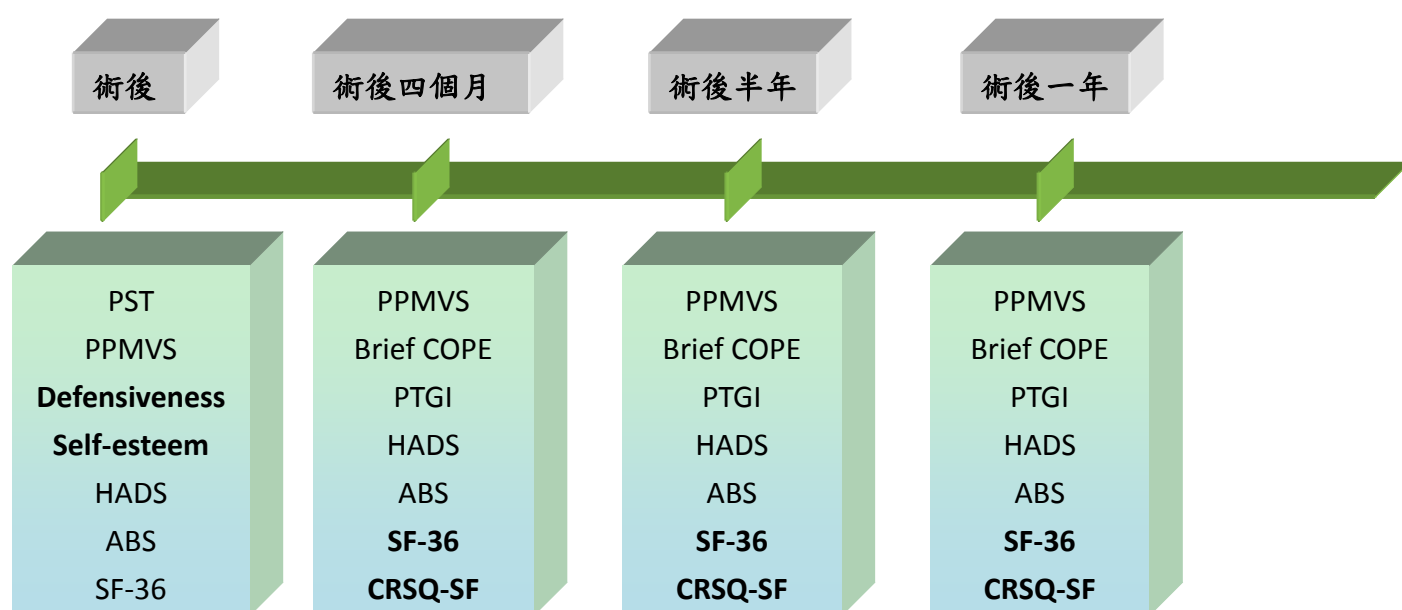 術後
術後四個月
術後半年
術後一年
PST
PPMVS
Defensiveness
Self-esteem
HADS
ABS
SF-36
PPMVS
Brief COPE
PTGI
HADS
ABS
SF-36
CRSQ-SF
PPMVS
Brief COPE
PTGI
HADS
ABS
SF-36
CRSQ-SF
PPMVS
Brief COPE
PTGI
HADS
ABS
SF-36
CRSQ-SF